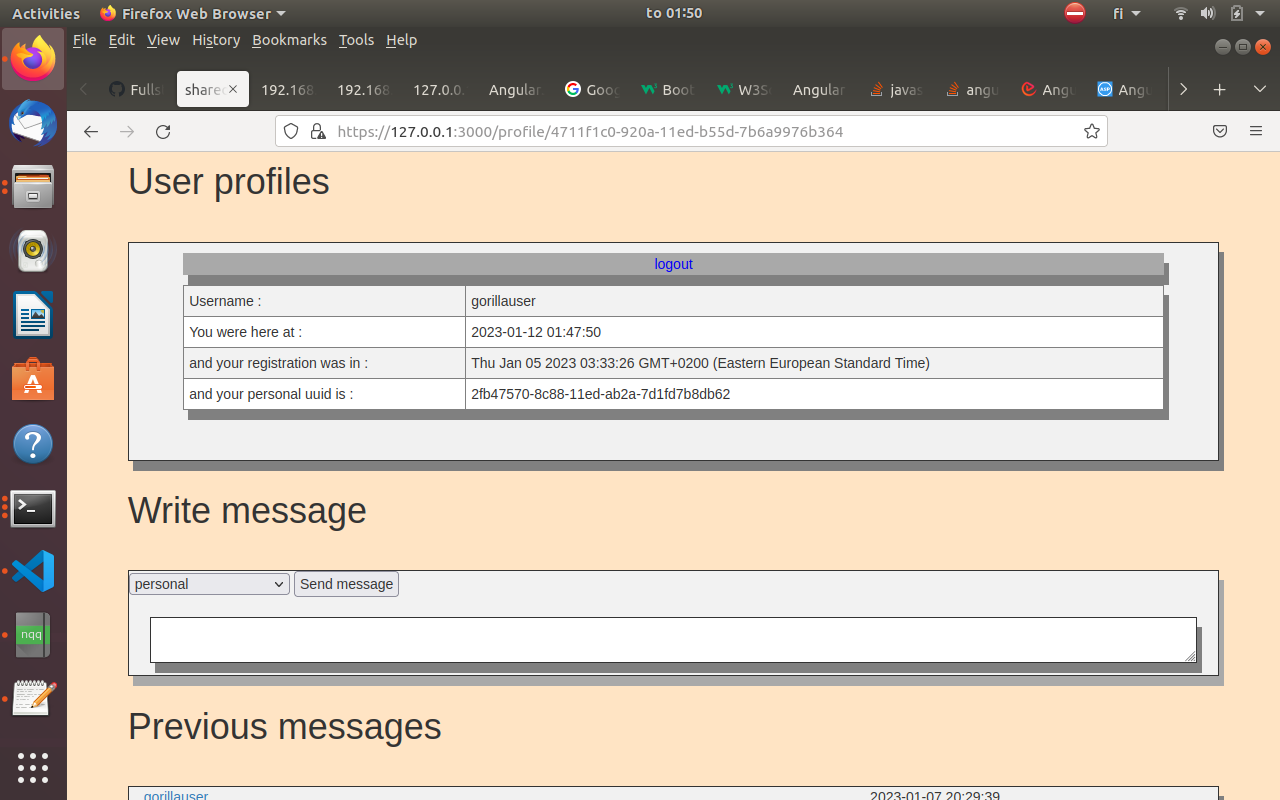 Activities Firefox Web Browser to 01:50 fi
File Edit View History Bookmarks Tools Help
Fulls share 192.168 192.168 127.0.0. Angular Goog Boot W3S Angular javas angu Angu Angu
https://127.0.0.1:3000/profile/4711f1c0-920a-11ed-b55d-7b6a9976b364
User profiles
logout
Username : gorillauser
You were here at : 2023-01-12 01:47:50
and your registration was in : Thu Jan 05 2023 03:33:26 GMT+0200 (Eastern European Standard Time)
and your personal uuid is : 2fb47570-8c88-11ed-ab2a-7d1fd7b8db62
Write message
personal Send message
Previous messages
gorillauser 2023-01-07 20:29:39
nqq